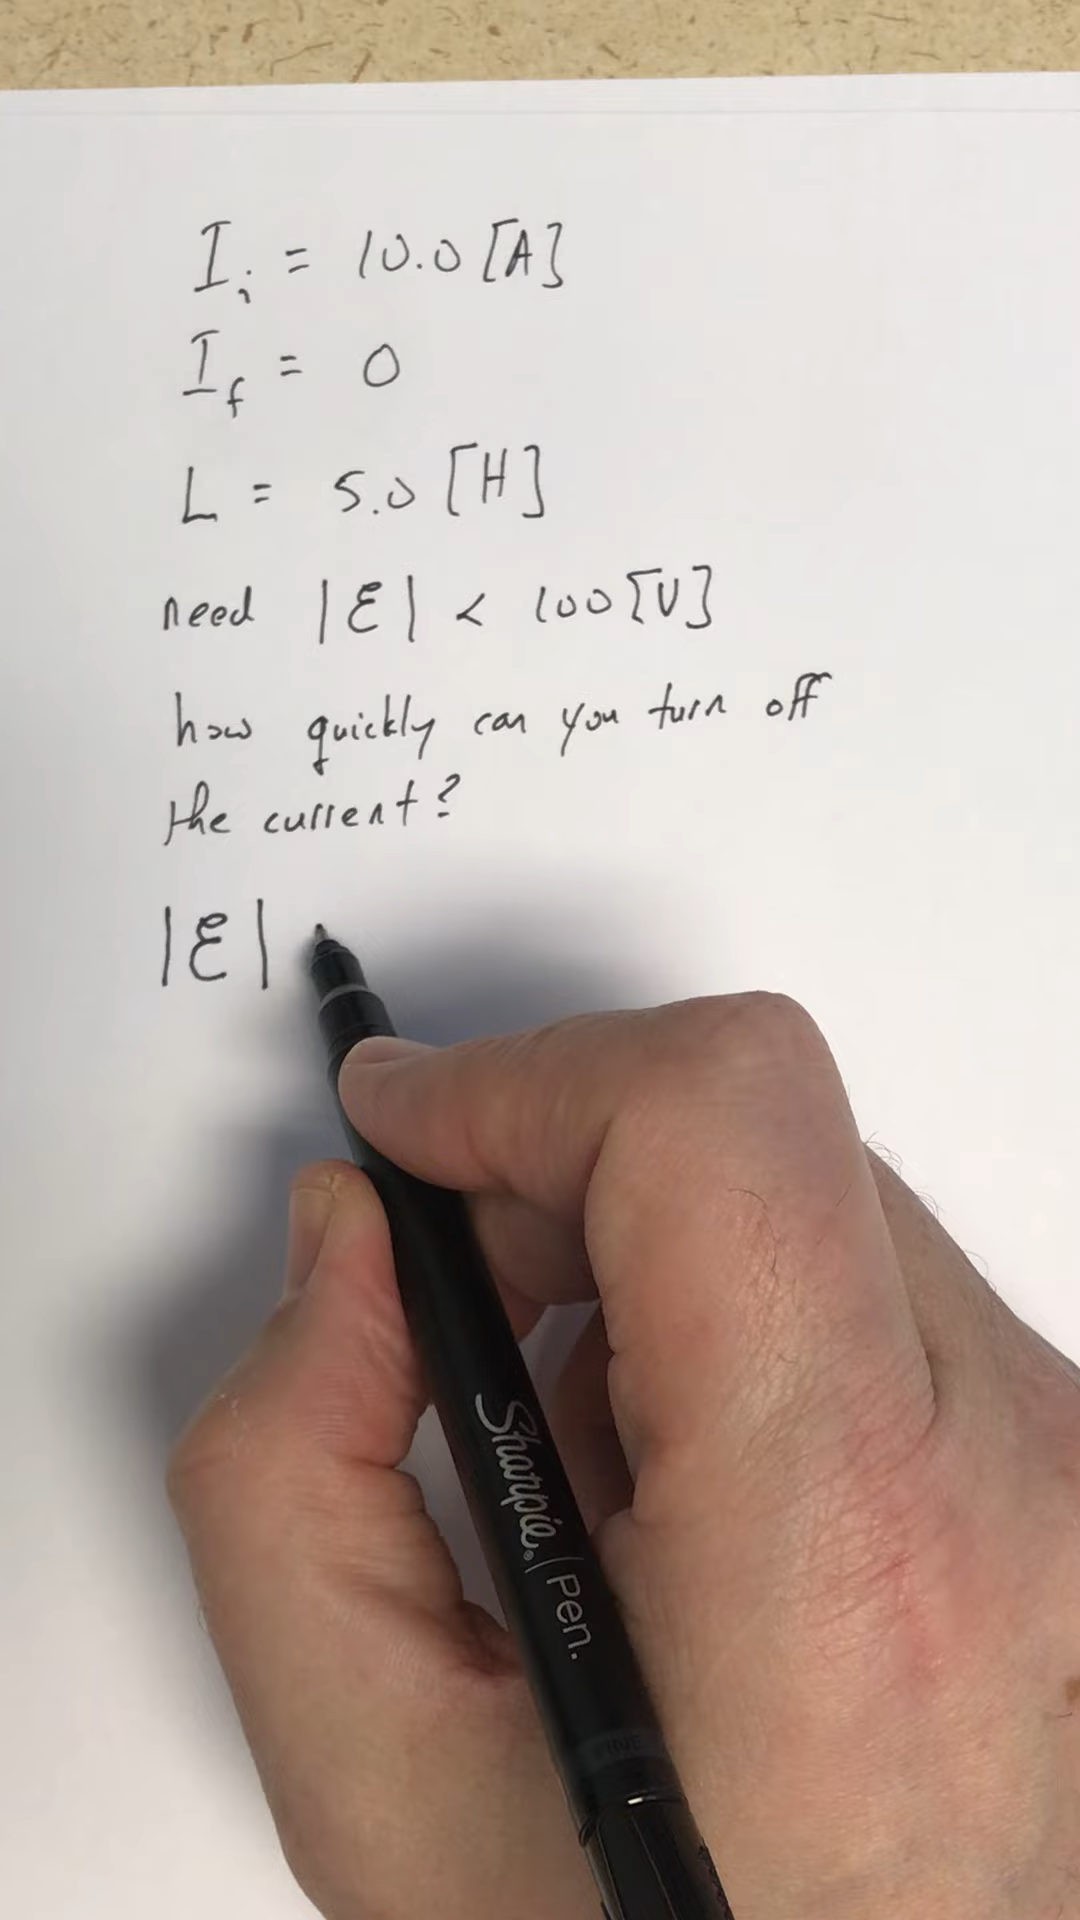 I_i = 10.0 [A]
I_f = 0
L = 5.0 [H]
need |ε| < 100 [V]
how quickly can you turn off
the current?
|ε|
Sharpie. | Pen.
FINE